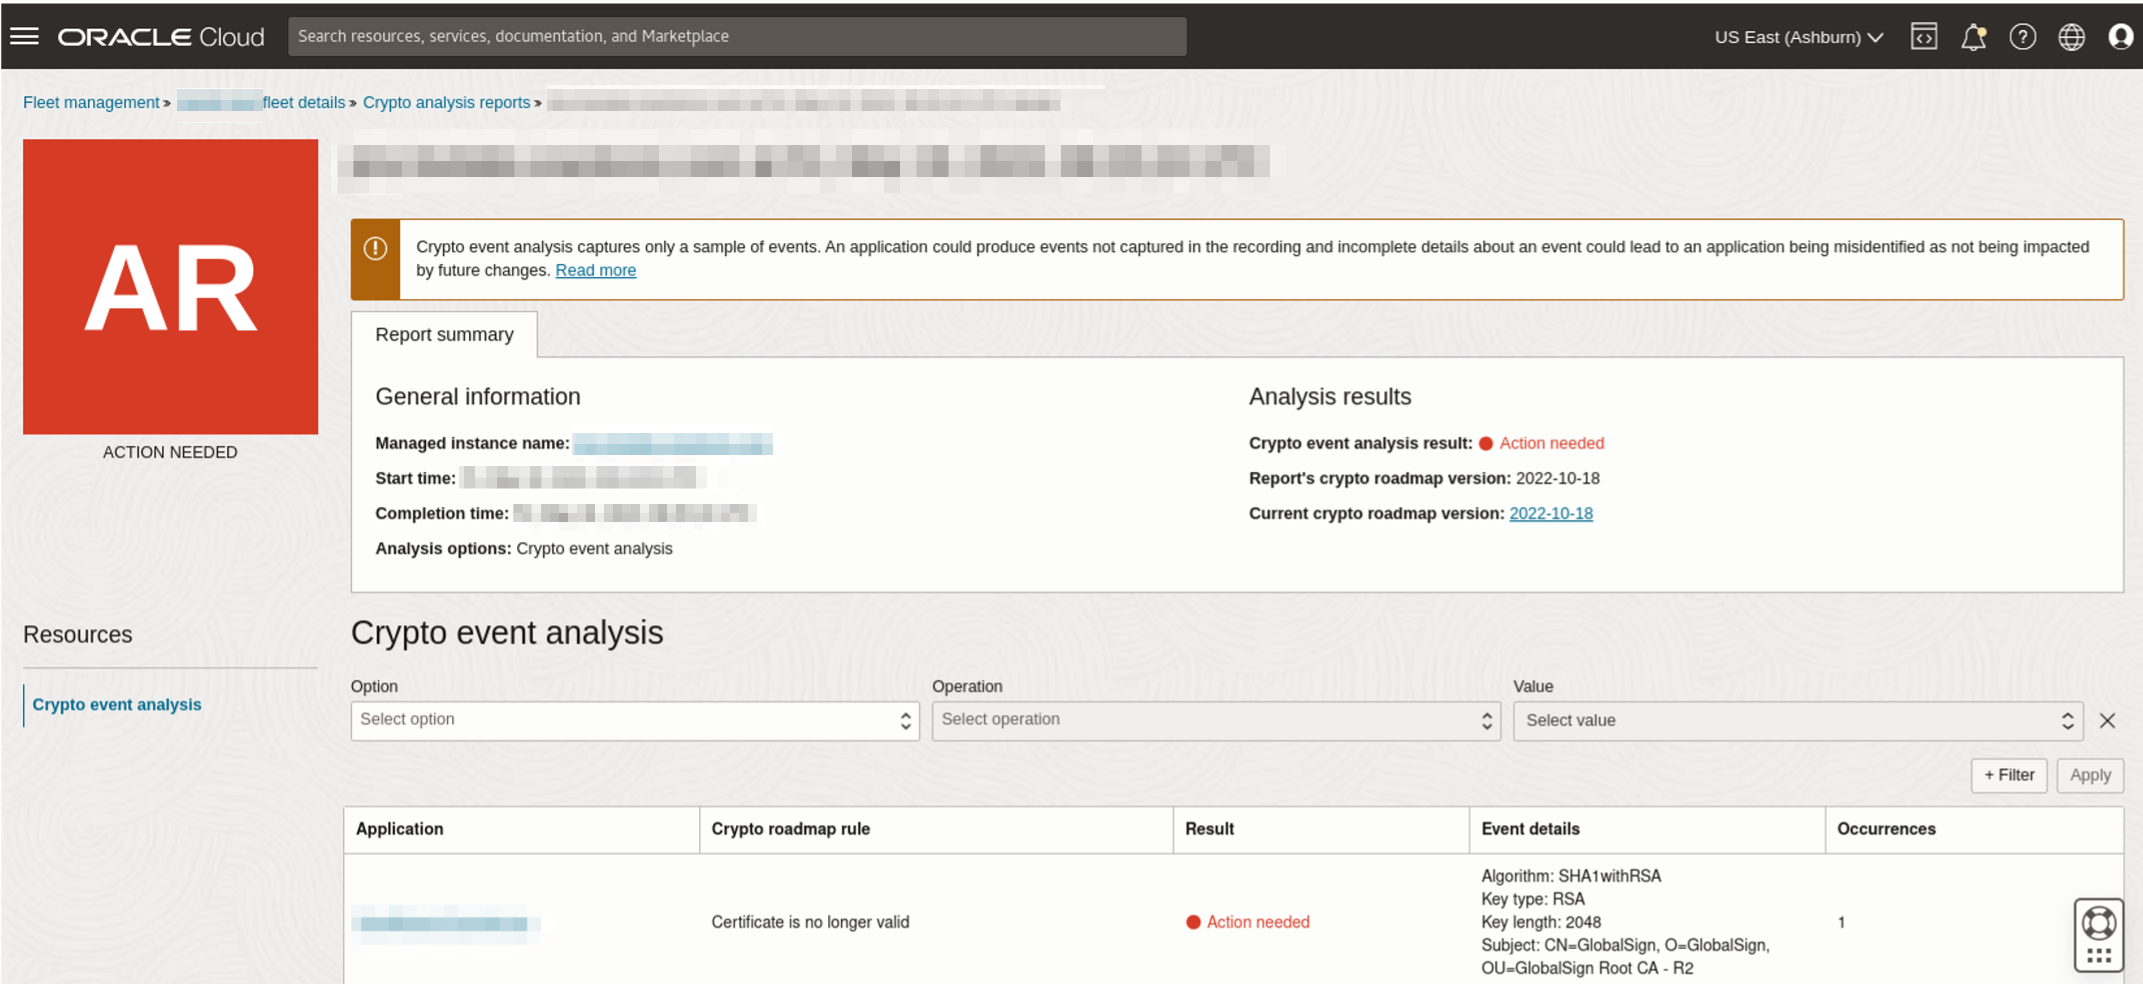 ORACLE Cloud
Search resources, services, documentation, and Marketplace
US East (Ashburn)
Fleet management » fleet details » Crypto analysis reports »
AR
ACTION NEEDED
Crypto event analysis captures only a sample of events. An application could produce events not captured in the recording and incomplete details about an event could lead to an application being misidentified as not being impacted
by future changes. Read more
Report summary
General information
Managed instance name:
Start time:
Completion time:
Analysis options: Crypto event analysis
Analysis results
Crypto event analysis result: Action needed
Report's crypto roadmap version: 2022-10-18
Current crypto roadmap version: 2022-10-18
Resources
Crypto event analysis
Crypto event analysis
Option
Select option
Operation
Select operation
Value
Select value
+ Filter
Apply
Application
Crypto roadmap rule
Result
Event details
Occurrences
Certificate is no longer valid
Action needed
Algorithm: SHA1withRSA
Key type: RSA
Key length: 2048
Subject: CN=GlobalSign, O=GlobalSign,
OU=GlobalSign Root CA - R2
1